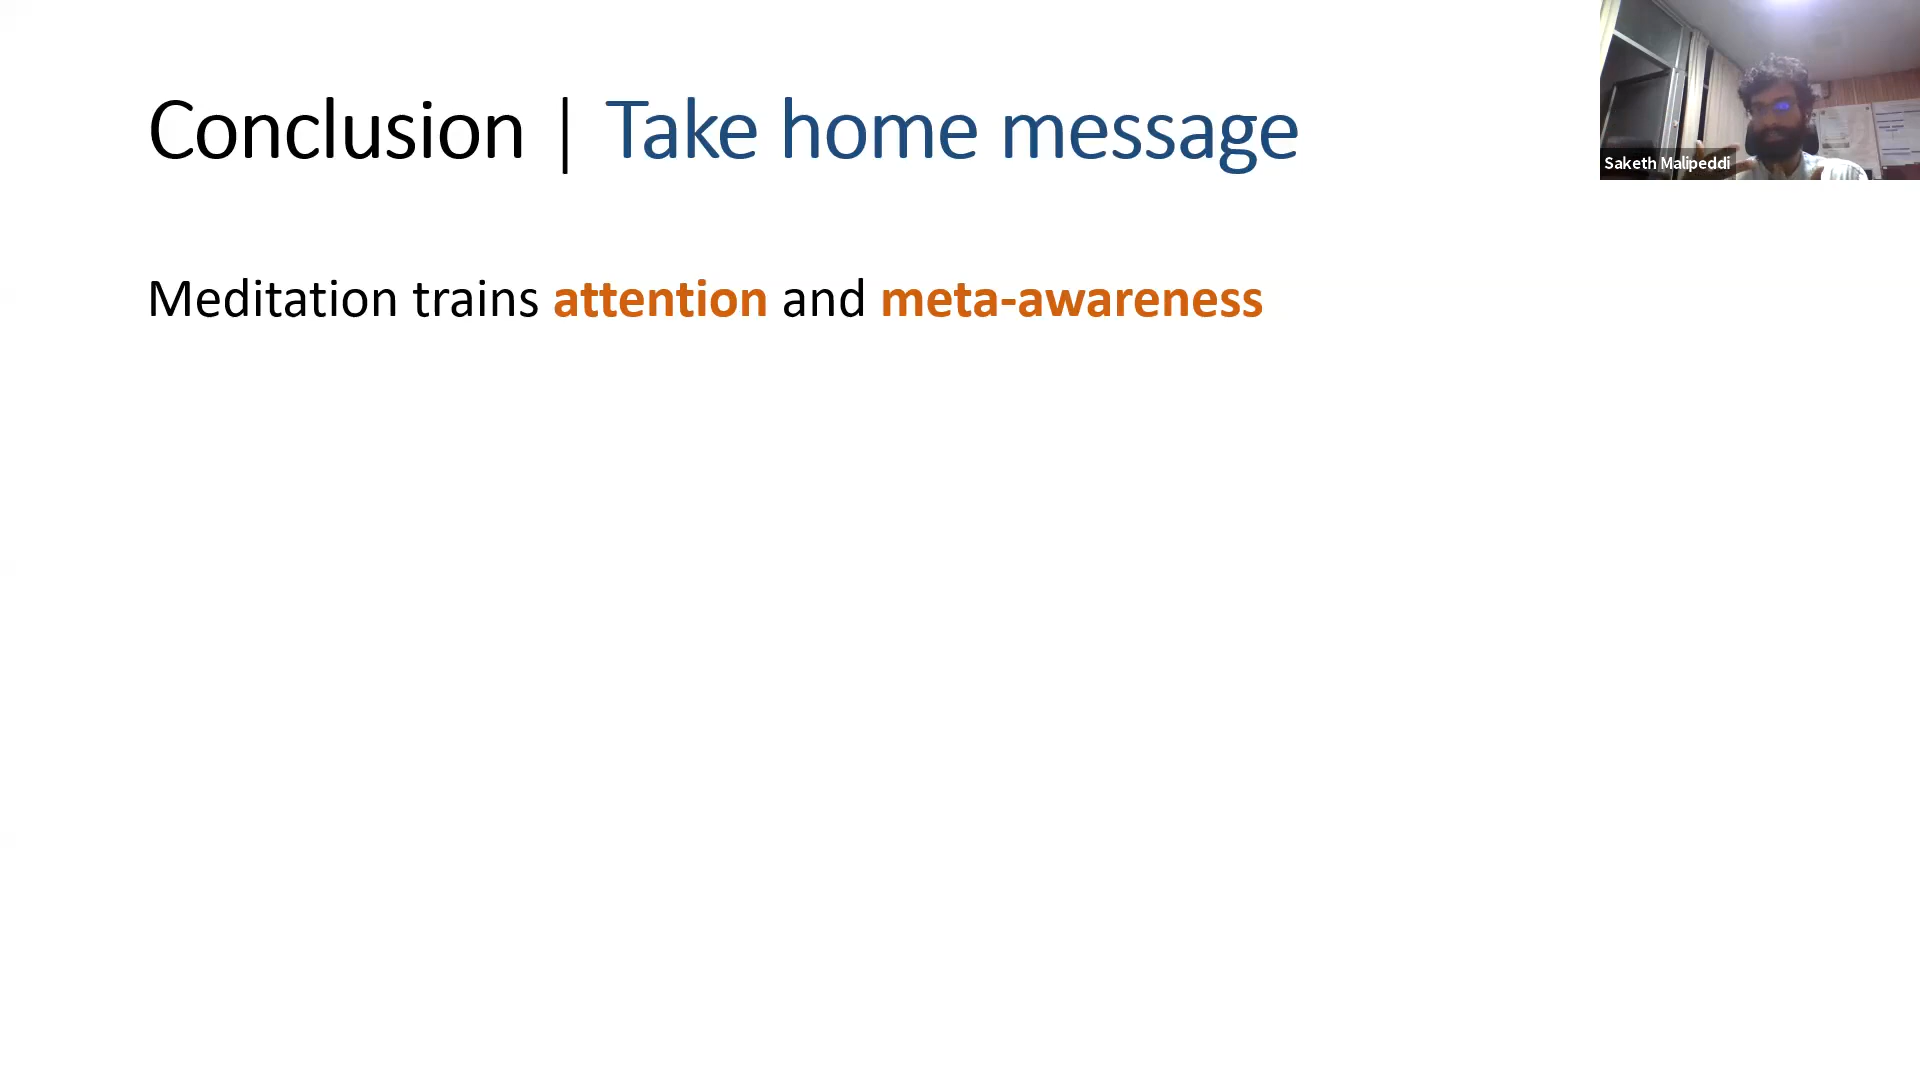 Conclusion | Take home message
Saketh Malipeddi
Meditation trains attention and meta-awareness